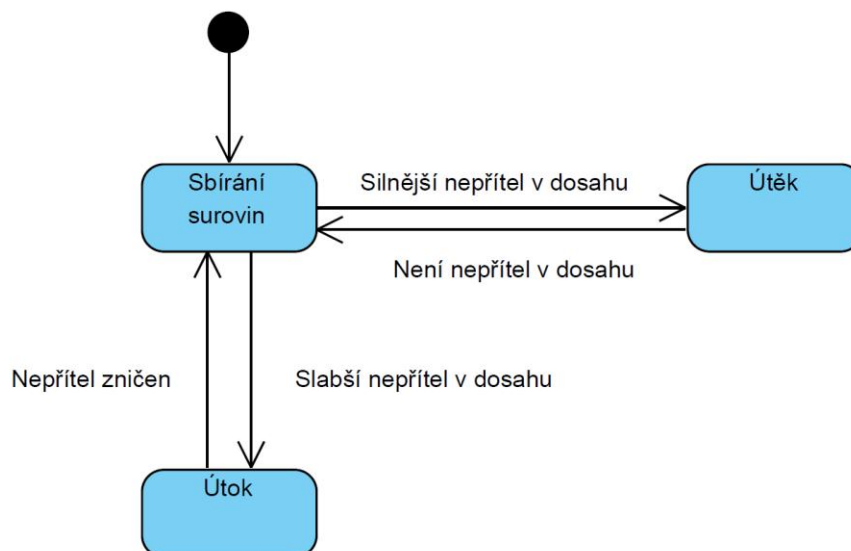 Sbírání
surovin
Silnější nepřítel v dosahu
Útěk
Není nepřítel v dosahu
Nepřítel zničen
Slabší nepřítel v dosahu
Útok